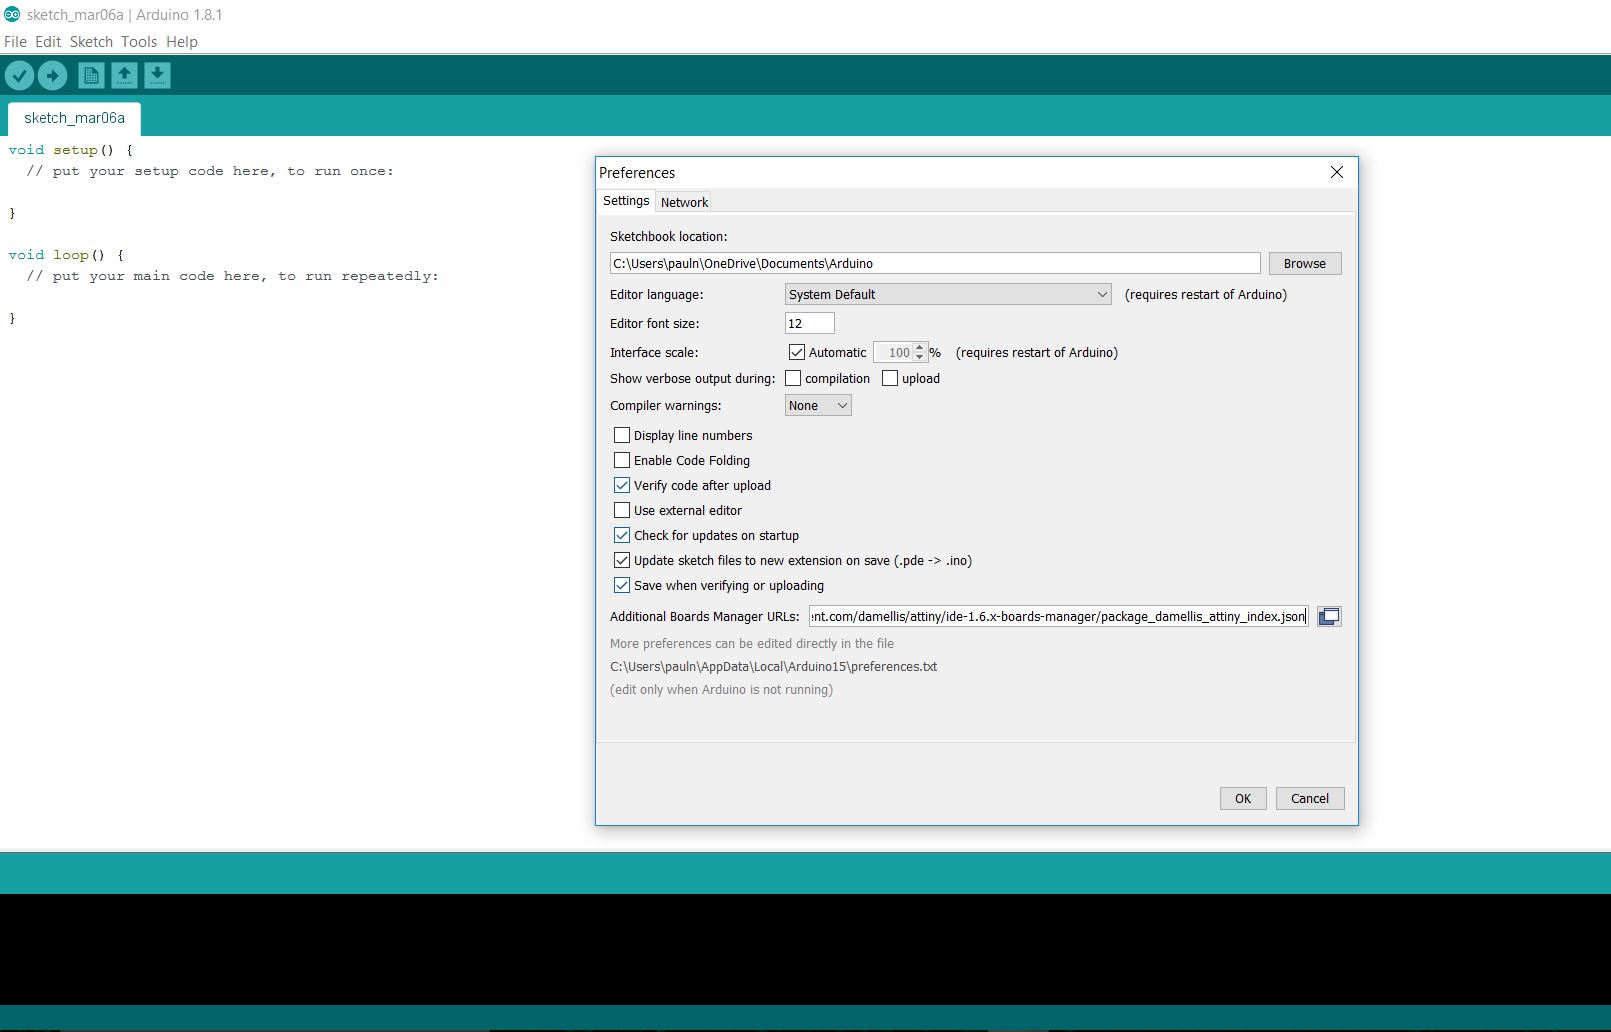 sketch_mar06a | Arduino 1.8.1
File Edit Sketch Tools Help
sketch_mar06a
void setup() {
// put your setup code here, to run once:
}
void loop() {
// put your main code here, to run repeatedly:
}
Preferences
Settings Network
Sketchbook location:
C:\Users\pauln\OneDrive\Documents\Arduino Browse
Editor language: System Default (requires restart of Arduino)
Editor font size: 12
Interface scale: Automatic 100 % (requires restart of Arduino)
Show verbose output during: compilation upload
Compiler warnings: None
Display line numbers
Enable Code Folding
Verify code after upload
Use external editor
Check for updates on startup
Update sketch files to new extension on save (.pde -> .ino)
Save when verifying or uploading
Additional Boards Manager URLs: ent.com/damellis/attiny/ide-1.6.x-boards-manager/package_damellis_attiny_index.json
More preferences can be edited directly in the file
C:\Users\pauln\AppData\Local\Arduino15\preferences.txt
(edit only when Arduino is not running)
OK Cancel